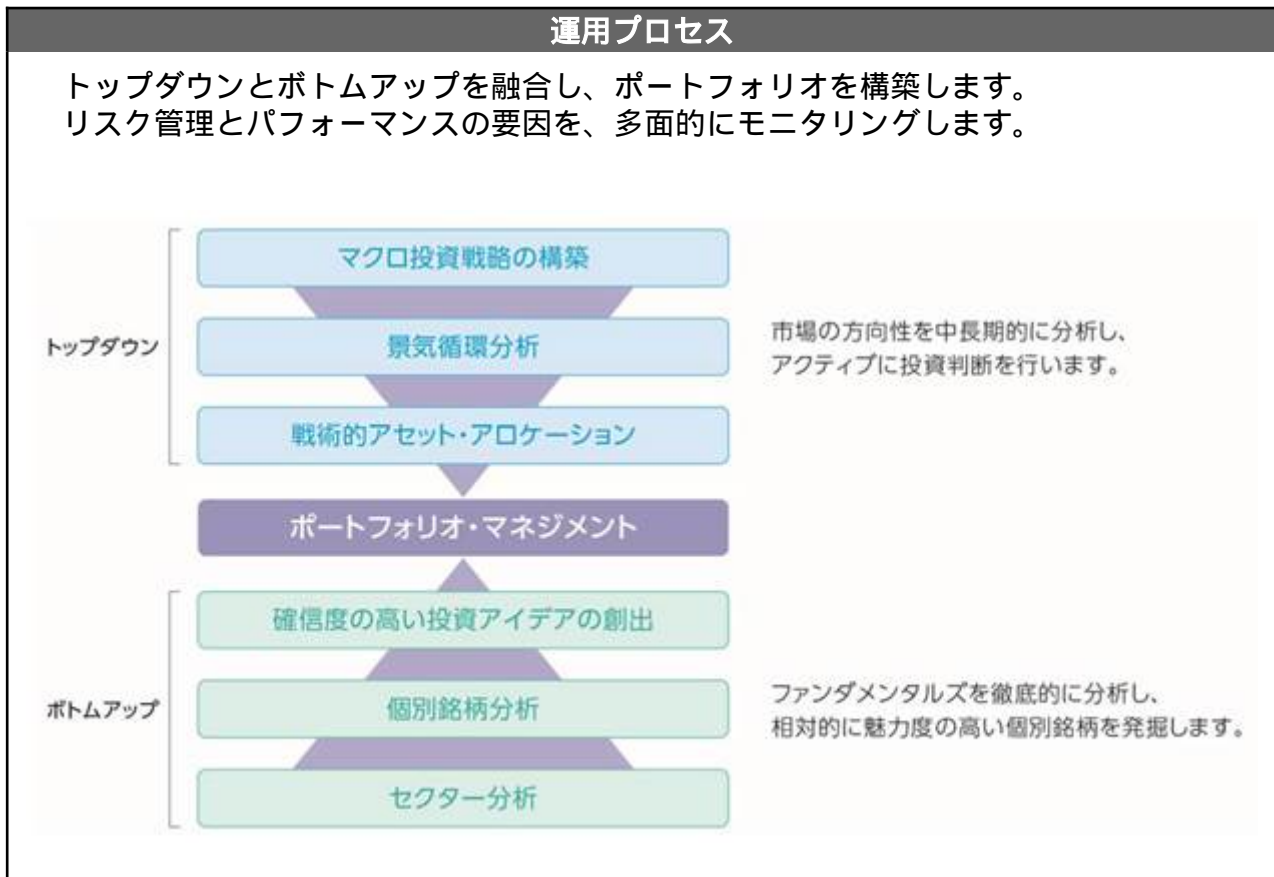 運用プロセス
トップダウンとボトムアップを融合し、ポートフォリオを構築します。
リスク管理とパフォーマンスの要因を、多面的にモニタリングします。
トップダウン
マクロ投資戦略の構築
景気循環分析
戦術的アセット・アロケーション
市場の方向性を中長期的に分析し、
アクティブに投資判断を行います。
ポートフォリオ・マネジメント
ボトムアップ
確信度の高い投資アイデアの創出
個別銘柄分析
セクター分析
ファンダメンタルズを徹底的に分析し、
相対的に魅力度の高い個別銘柄を発掘します。